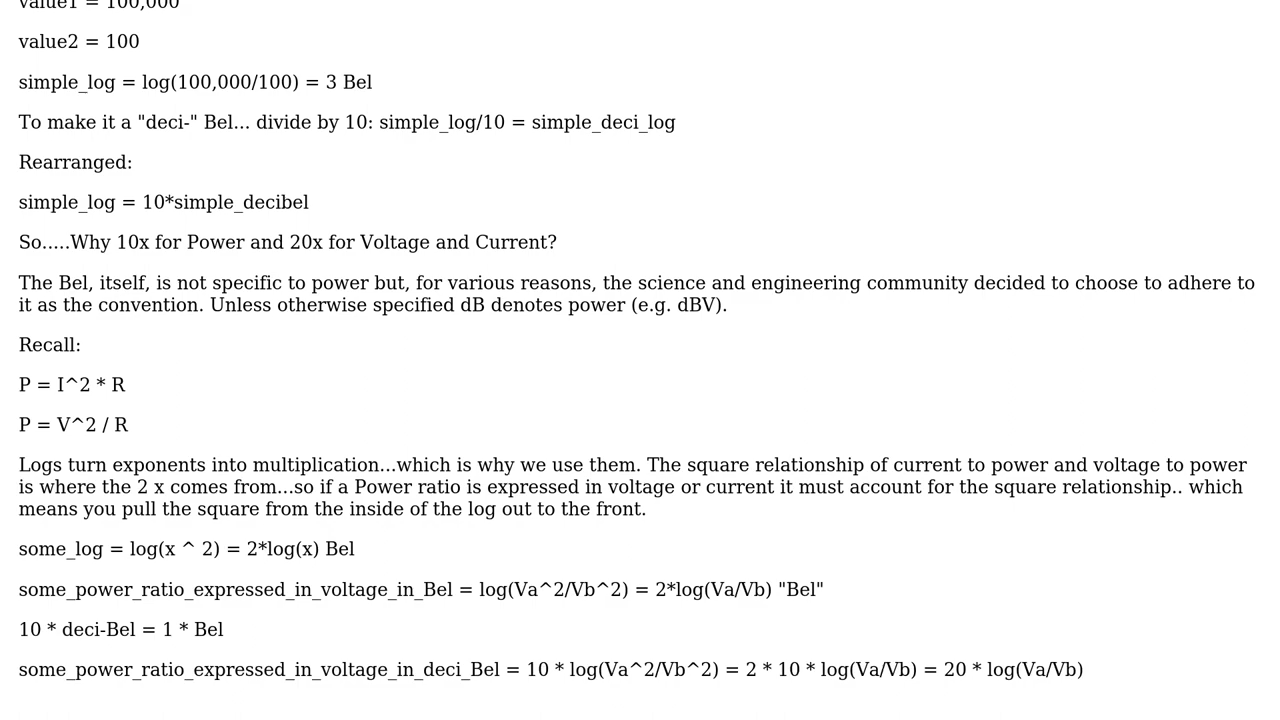 value1 = 100,000
value2 = 100
simple_log = log(100,000/100) = 3 Bel
To make it a "deci-" Bel... divide by 10: simple_log/10 = simple_deci_log
Rearranged:
simple_log = 10*simple_decibel
So.....Why 10x for Power and 20x for Voltage and Current?
The Bel, itself, is not specific to power but, for various reasons, the science and engineering community decided to choose to adhere to
it as the convention. Unless otherwise specified dB denotes power (e.g. dBV).
Recall:
P = I^2 * R
P = V^2 / R
Logs turn exponents into multiplication...which is why we use them. The square relationship of current to power and voltage to power
is where the 2 x comes from...so if a Power ratio is expressed in voltage or current it must account for the square relationship.. which
means you pull the square from the inside of the log out to the front.
some_log = log(x ^ 2) = 2*log(x) Bel
some_power_ratio_expressed_in_voltage_in_Bel = log(Va^2/Vb^2) = 2*log(Va/Vb) "Bel"
10 * deci-Bel = 1 * Bel
some_power_ratio_expressed_in_voltage_in_deci_Bel = 10 * log(Va^2/Vb^2) = 2 * 10 * log(Va/Vb) = 20 * log(Va/Vb)